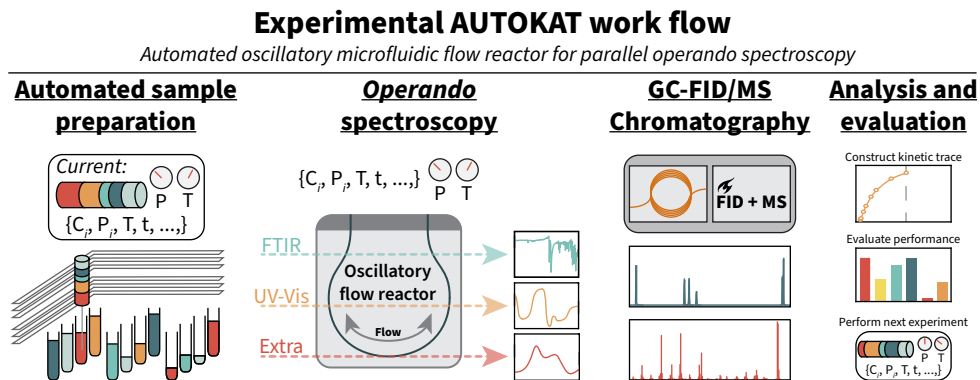 Experimental AUTOKAT work flow
Automated oscillatory microfluidic flow reactor for parallel operando spectroscopy
Automated sample
preparation
Current:
P T
{Cᵢ, Pᵢ, T, t, ...,}
Operando
spectroscopy
{Cᵢ, Pᵢ, T, t, ...,}
P T
FTIR
UV-Vis
Extra
Oscillatory
flow reactor
Flow
GC-FID/MS
Chromatography
FID + MS
Analysis and
evaluation
Construct kinetic trace
Evaluate performance
Perform next experiment
P T
{Cᵢ, Pᵢ, T, t, ...,}